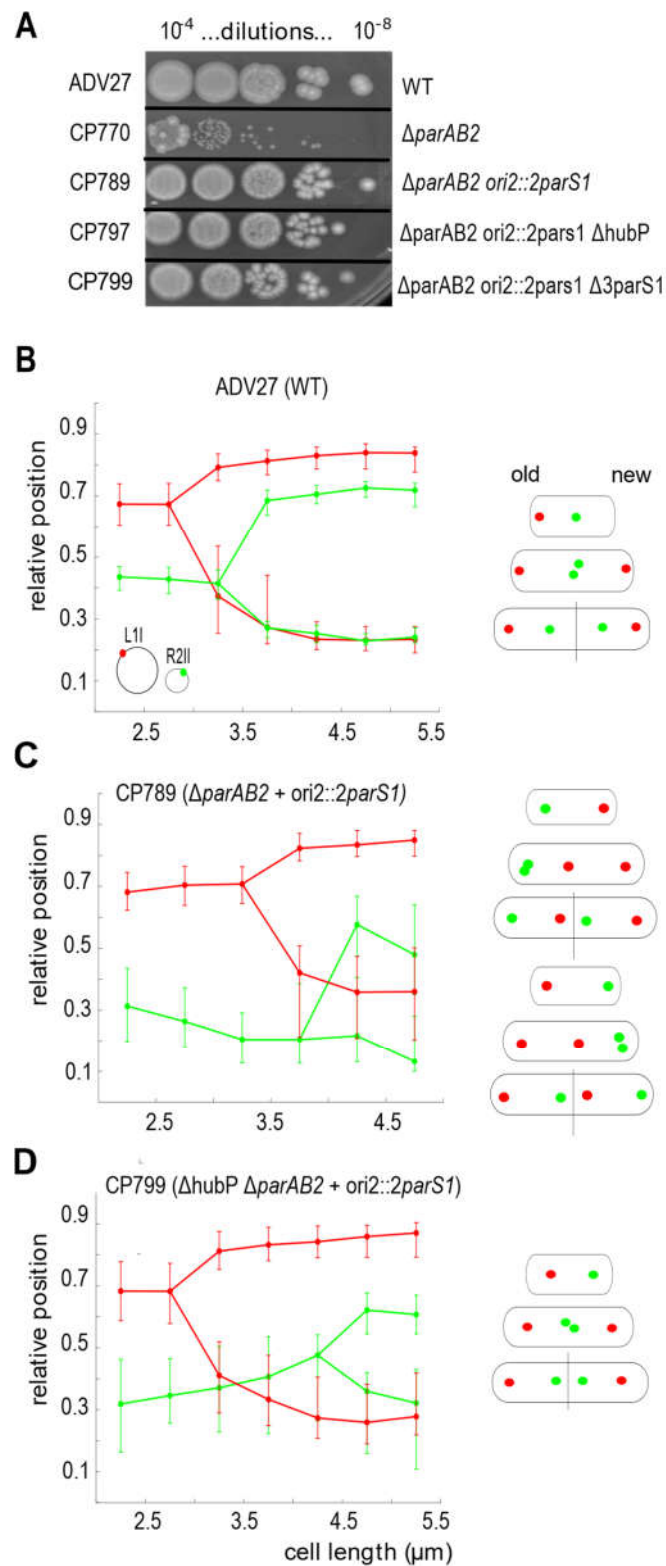 A
10-4 ...dilutions... 10-8
ADV27 WT
CP770 ΔparAB2
CP789 ΔparAB2 ori2::2parS1
CP797 ΔparAB2 ori2::2pars1 ΔhubP
CP799 ΔparAB2 ori2::2pars1 Δ3parS1
B
ADV27 (WT)
relative position
0.9
0.7
0.5
0.3
0.1
L1I R2II
2.5 3.5 4.5 5.5
old new
C
CP789 (ΔparAB2 + ori2::2parS1)
relative position
0.9
0.7
0.5
0.3
0.1
2.5 3.5 4.5
D
CP799 (ΔhubP ΔparAB2 + ori2::2parS1)
relative position
0.9
0.7
0.5
0.3
0.1
2.5 3.5 4.5 5.5
cell length (μm)